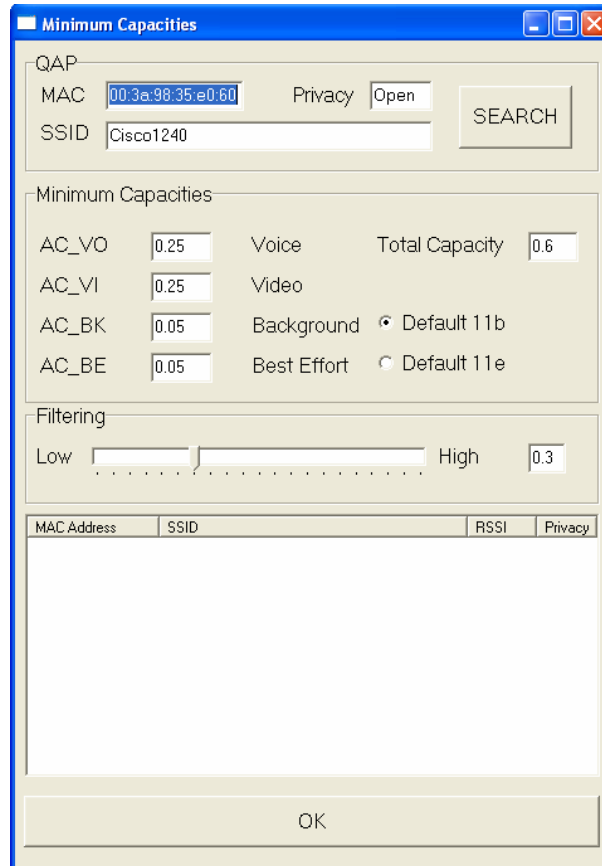 Minimum Capacities
QAP
MAC 00:3a:98:35:e0:60 Privacy Open
SEARCH
SSID Cisco1240
Minimum Capacities
AC_VO 0.25 Voice Total Capacity 0.6
AC_VI 0.25 Video
AC_BK 0.05 Background Default 11b
AC_BE 0.05 Best Effort Default 11e
Filtering
Low High 0.3
MAC Address SSID RSSI Privacy
OK